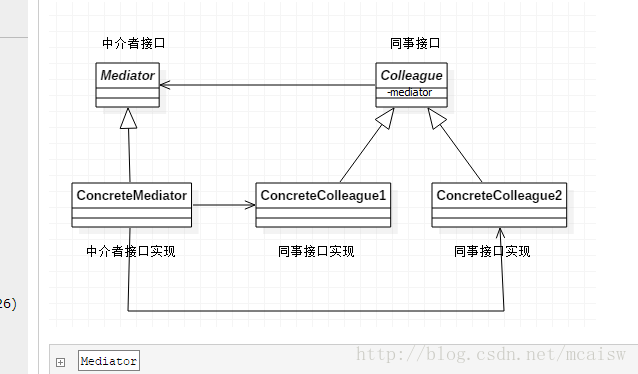 中介者接口
同事接口
Mediator
Colleague
-mediator
ConcreteMediator
ConcreteColleague1
ConcreteColleague2
中介者接口实现
同事接口实现
同事接口实现
26)
http://blog.csdn.net/mcaisw
Mediator